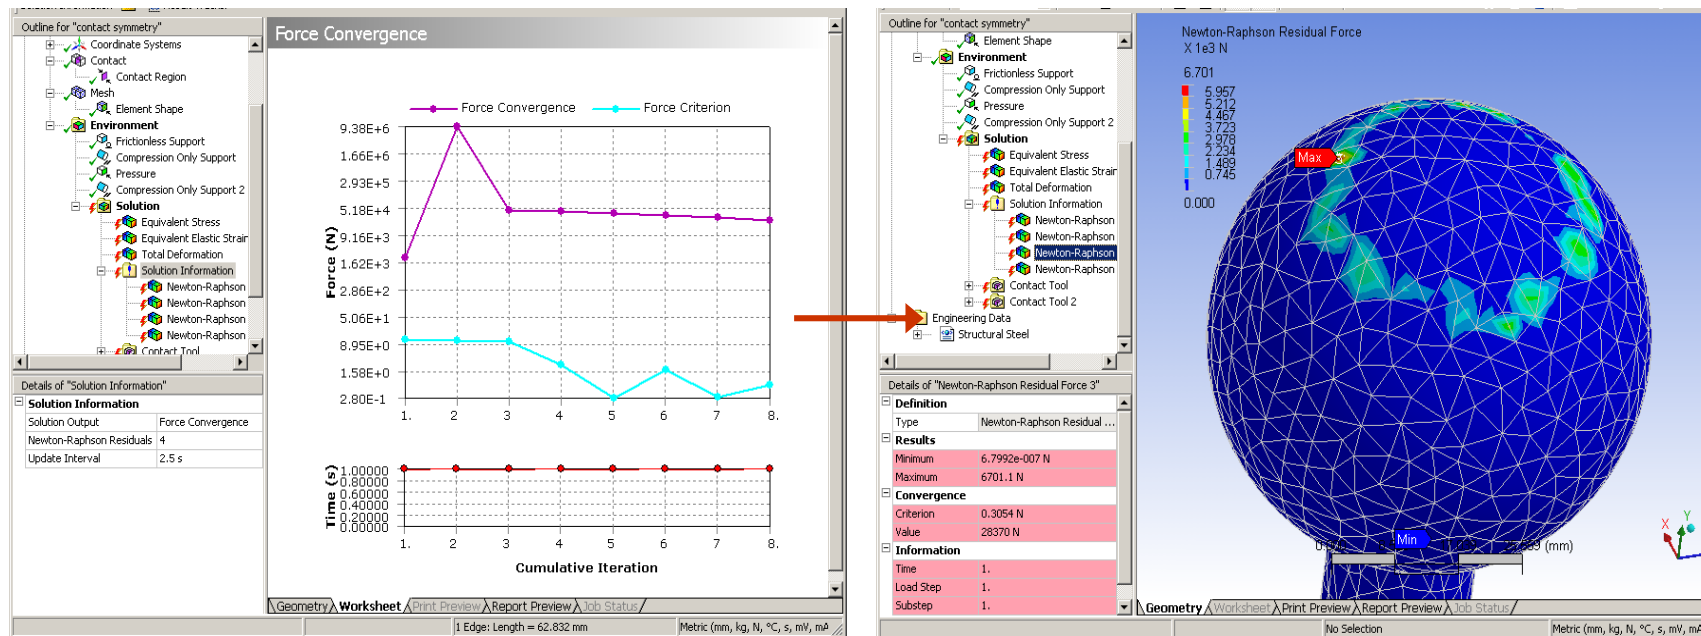 Outline for "contact symmetry"
Coordinate Systems
Contact
Contact Region
Mesh
Element Shape
Environment
Frictionless Support
Compression Only Support
Pressure
Compression Only Support 2
Solution
Equivalent Stress
Equivalent Elastic Strair
Total Deformation
Solution Information
Newton-Raphson
Newton-Raphson
Newton-Raphson
Newton-Raphson
Contact Tool
Details of "Solution Information"
Solution Information
Solution Output Force Convergence
Newton-Raphson Residuals 4
Update Interval 2.5 s
Force Convergence
Force Convergence Force Criterion
9.38E+6
1.66E+6
2.93E+5
5.18E+4
9.16E+3
1.62E+3
2.86E+2
5.06E+1
8.95E+0
1.58E+0
2.80E-1
Force (N)
1. 2 3 4 5 6 7 8.
1.00000
0.80000
0.60000
0.40000
0.20000
0.00000
Time (s)
1. 2 3 4 5 6 7 8.
Cumulative Iteration
Geometry Worksheet Print Preview Report Preview Job Status
1 Edge: Length = 62.832 mm Metric (mm, kg, N, °C, s, mV, mA
Outline for "contact symmetry"
Element Shape
Environment
Frictionless Support
Compression Only Support
Pressure
Compression Only Support 2
Solution
Equivalent Stress
Equivalent Elastic Strair
Total Deformation
Solution Information
Newton-Raphson
Newton-Raphson
Newton-Raphson
Newton-Raphson
Contact Tool
Contact Tool 2
Engineering Data
Structural Steel
Details of "Newton-Raphson Residual Force 3"
Definition
Type Newton-Raphson Residual ...
Results
Minimum 6.7992e-007 N
Maximum 6701.1 N
Convergence
Criterion 0.3054 N
Value 28370 N
Information
Time 1.
Load Step 1.
Substep 1.
Newton-Raphson Residual Force
X 1e3 N
6.701
5.957
5.212
4.467
3.723
2.978
2.234
1.489
0.745
0.000
Max
Min
(mm)
X
Y
Geometry Worksheet Print Preview Report Preview Job Status
No Selection Metric (mm, kg, N, °C, s, mV, mA